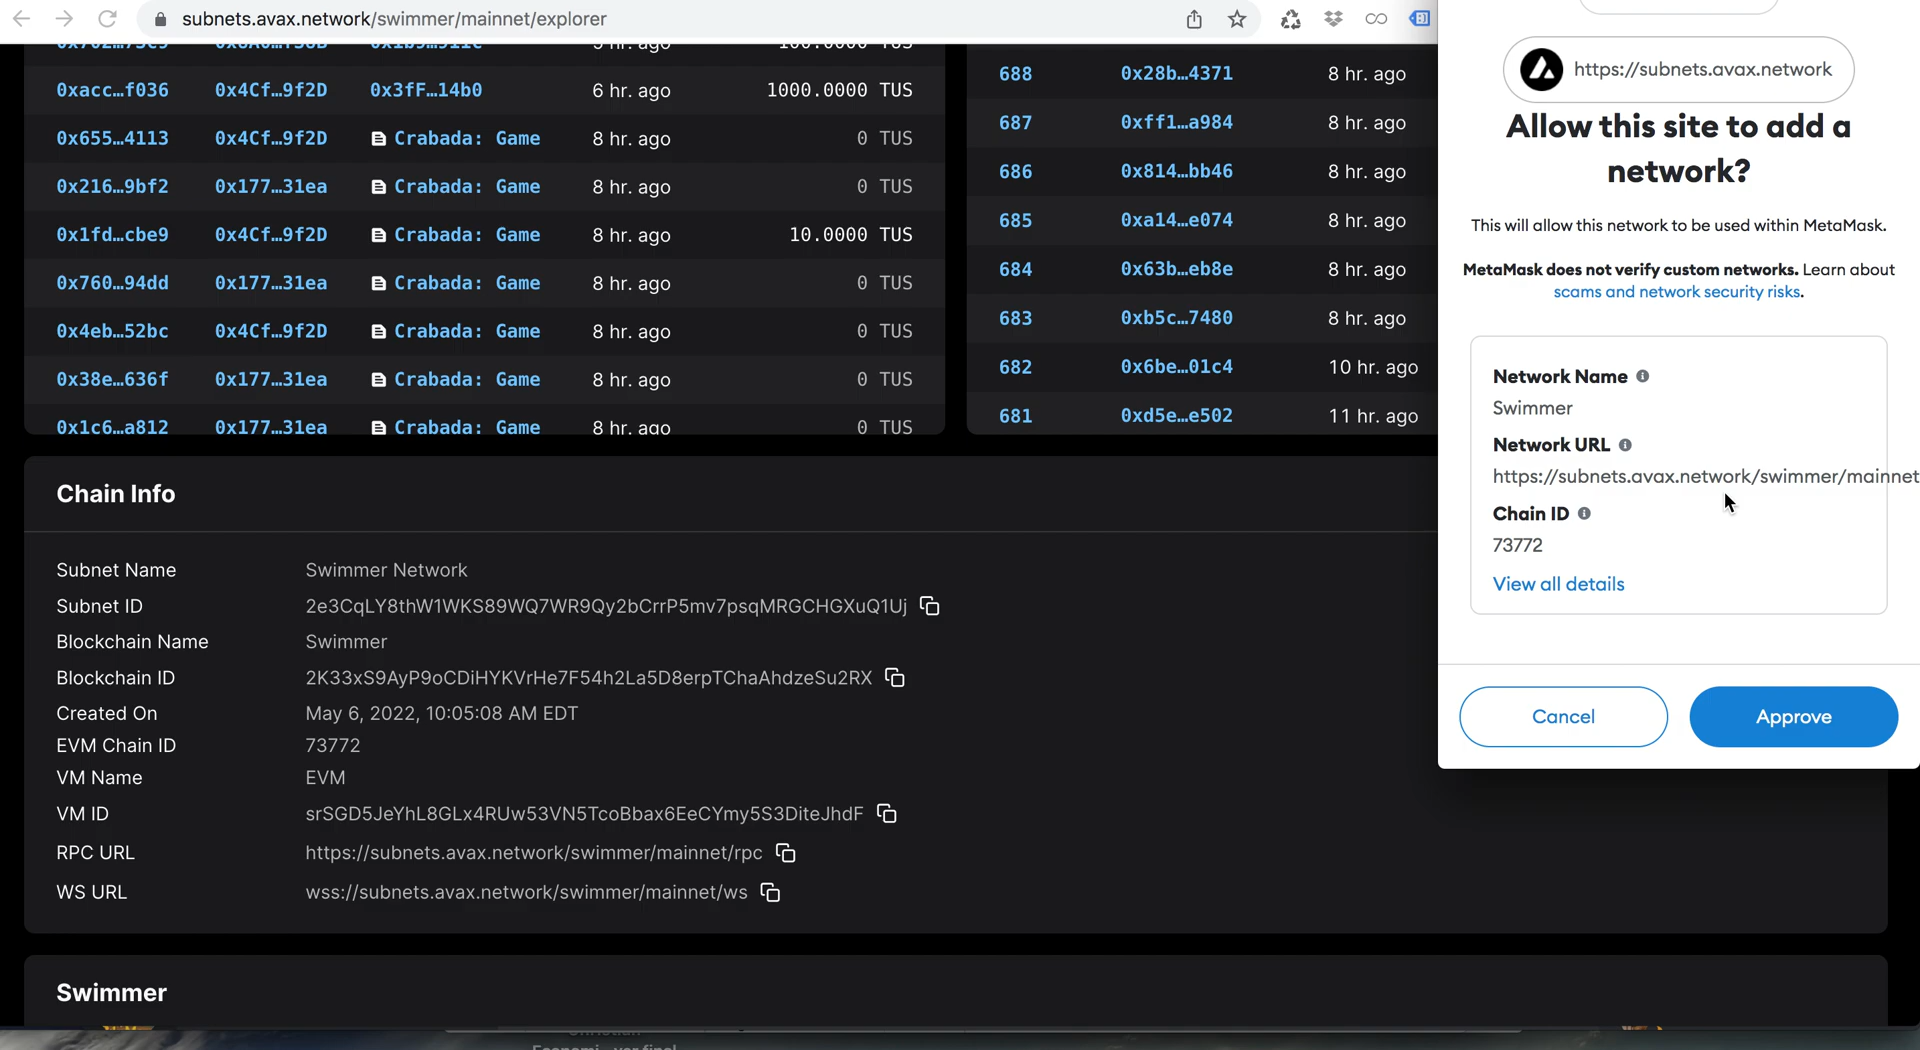 subnets.avax.network/swimmer/mainnet/explorer
0xacc…f036 0x4Cf…9f2D 0x3fF…14b0 6 hr. ago 1000.0000 TUS
0x655…4113 0x4Cf…9f2D Crabada: Game 8 hr. ago 0 TUS
0x216…9bf2 0x177…31ea Crabada: Game 8 hr. ago 0 TUS
0x1fd…cbe9 0x4Cf…9f2D Crabada: Game 8 hr. ago 10.0000 TUS
0x760…94dd 0x177…31ea Crabada: Game 8 hr. ago 0 TUS
0x4eb…52bc 0x4Cf…9f2D Crabada: Game 8 hr. ago 0 TUS
0x38e…636f 0x177…31ea Crabada: Game 8 hr. ago 0 TUS
0x1c6…a812 0x177…31ea Crabada: Game 8 hr. ago 0 TUS
688 0x28b…4371 8 hr. ago
687 0xff1…a984 8 hr. ago
686 0x814…bb46 8 hr. ago
685 0xa14…e074 8 hr. ago
684 0x63b…eb8e 8 hr. ago
683 0xb5c…7480 8 hr. ago
682 0x6be…01c4 10 hr. ago
681 0xd5e…e502 11 hr. ago
Chain Info
Subnet Name Swimmer Network
Subnet ID 2e3CqLY8thW1WKS89WQ7WR9Qy2bCrrP5mv7psqMRGCHGXuQ1Uj
Blockchain Name Swimmer
Blockchain ID 2K33xS9AyP9oCDiHYKVrHe7F54h2La5D8erpTChaAhdzeSu2RX
Created On May 6, 2022, 10:05:08 AM EDT
EVM Chain ID 73772
VM Name EVM
VM ID srSGD5JeYhL8GLx4RUw53VN5TcoBbax6EeCYmy5S3DiteJhdF
RPC URL https://subnets.avax.network/swimmer/mainnet/rpc
WS URL wss://subnets.avax.network/swimmer/mainnet/ws
Swimmer
https://subnets.avax.network
Allow this site to add a
network?
This will allow this network to be used within MetaMask.
MetaMask does not verify custom networks. Learn about
scams and network security risks.
Network Name
Swimmer
Network URL
https://subnets.avax.network/swimmer/mainnet
Chain ID
73772
View all details
Cancel Approve